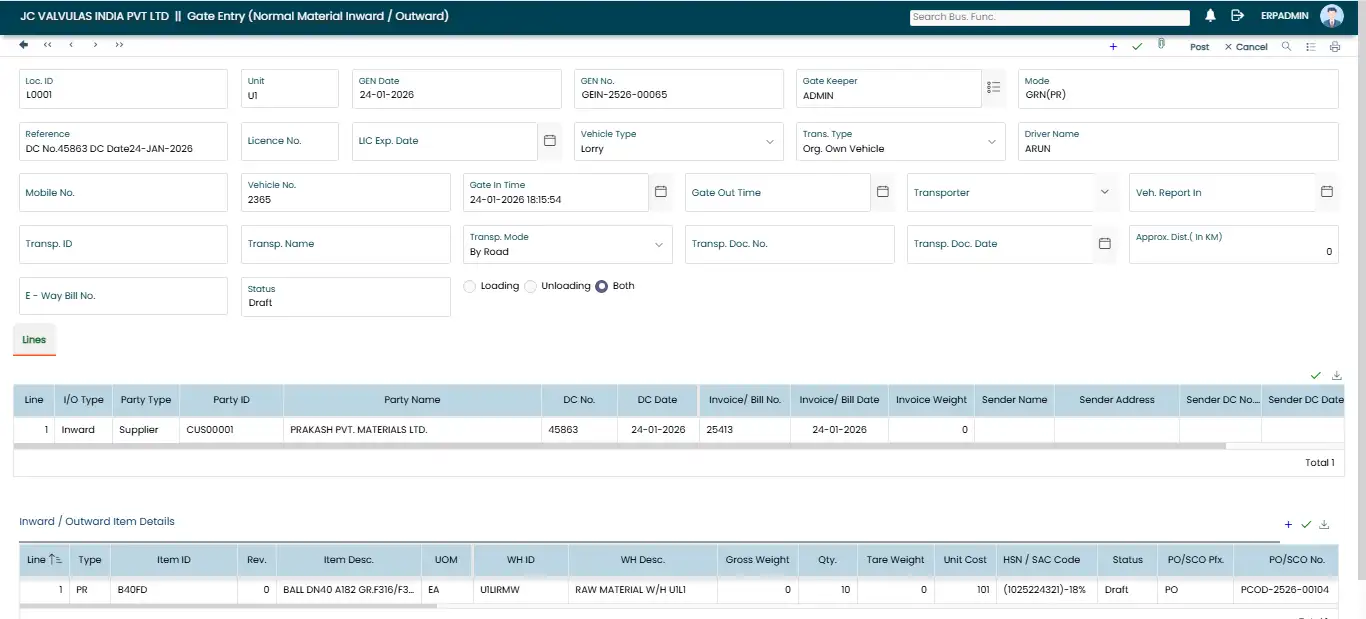 JC VALVULAS INDIA PVT LTD || Gate Entry (Normal Material Inward / Outward)
Search Bus. Func.
ERPADMIN
Post
Cancel
Loc. ID
L0001
Unit
U1
GEN Date
24-01-2026
GEN No.
GEIN-2526-00065
Gate Keeper
ADMIN
Mode
GRN(PR)
Reference
DC No.45863 DC Date24-JAN-2026
Licence No.
LIC Exp. Date
Vehicle Type
Lorry
Trans. Type
Org. Own Vehicle
Driver Name
ARUN
Mobile No.
Vehicle No.
2365
Gate In Time
24-01-2026 18:15:54
Gate Out Time
Transporter
Veh. Report In
Transp. ID
Transp. Name
Transp. Mode
By Road
Transp. Doc. No.
Transp. Doc. Date
Approx. Dist.( In KM)
0
E - Way Bill No.
Status
Draft
Loading Unloading Both
Lines
Line I/O Type Party Type Party ID Party Name DC No. DC Date Invoice/ Bill No. Invoice/ Bill Date Invoice Weight Sender Name Sender Address Sender DC No.... Sender DC Date
1 Inward Supplier CUS00001 PRAKASH PVT. MATERIALS LTD. 45863 24-01-2026 25413 24-01-2026 0
Total 1
Inward / Outward Item Details
Line Type Item ID Rev. Item Desc. UOM WH ID WH Desc. Gross Weight Qty. Tare Weight Unit Cost HSN / SAC Code Status PO/SCO Pfx. PO/SCO No.
1 PR B40FD 0 BALL DN40 A182 GR.F316/F3... EA U1LIRMW RAW MATERIAL W/H U1L1 0 10 0 101 (1025224321)-18% Draft PO PCOD-2526-00104